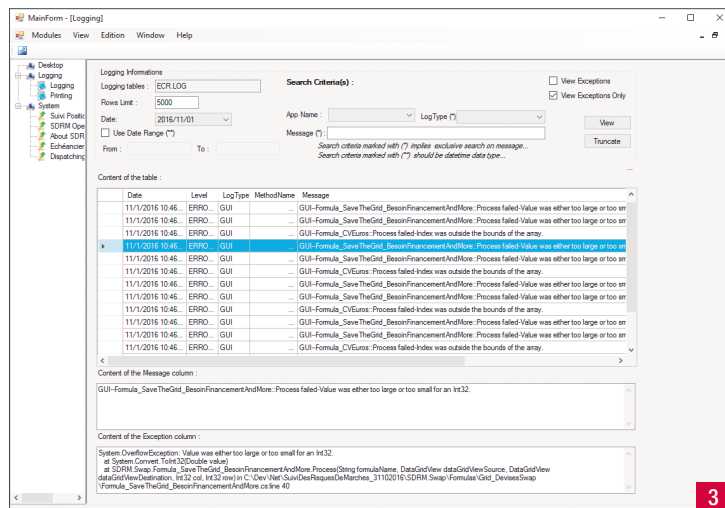 MainForm - [Logging]
Modules View Edition Window Help
Desktop
Logging
Logging
Printing
System
Suivi Positic
SDRM Ope
About SDR
Echéancier
Dispatching
Logging Informations
Logging tables : ECR.LOG
Rows Limit : 5000
Date: 2016/11/01
Use Date Range (**)
From : To :
Search Criteria(s) :
App Name : LogType (*)
Message (*) :
Search criteria marked with (*) implies exclusive search on message...
Search criteria marked with (**) should be datetime data type...
View Exceptions
View Exceptions Only
View
Truncate
...
Content of the table :
Date Level LogType MethodName Message
11/1/2016 10:46... ERRO... GUI ... GUI--Formula_SaveTheGrid_BesoinFinancementAndMore::Process failed-Value was either too large or too sm
11/1/2016 10:46... ERRO... GUI ... GUI--Formula_SaveTheGrid_BesoinFinancementAndMore::Process failed-Value was either too large or too sm
11/1/2016 10:46... ERRO... GUI ... GUI--Formula_CVEuros::Process failed-Index was outside the bounds of the array.
11/1/2016 10:46... ERRO... GUI ... GUI--Formula_SaveTheGrid_BesoinFinancementAndMore::Process failed-Value was either too large or too sm
11/1/2016 10:46... ERRO... GUI ... GUI--Formula_SaveTheGrid_BesoinFinancementAndMore::Process failed-Value was either too large or too sm
11/1/2016 10:46... ERRO... GUI ... GUI--Formula_CVEuros::Process failed-Index was outside the bounds of the array.
11/1/2016 10:46... ERRO... GUI ... GUI--Formula_SaveTheGrid_BesoinFinancementAndMore::Process failed-Value was either too large or too sm
11/1/2016 10:46... ERRO... GUI ... GUI--Formula_SaveTheGrid_BesoinFinancementAndMore::Process failed-Value was either too large or too sm
11/1/2016 10:46... ERRO... GUI ... GUI--Formula_CVEuros::Process failed-Index was outside the bounds of the array.
11/1/2016 10:46... ERRO... GUI ... GUI--Formula_SaveTheGrid_BesoinFinancementAndMore::Process failed-Value was either too large or too sm
11/1/2016 10:46... ERRO... GUI ... GUI--Formula_SaveTheGrid_BesoinFinancementAndMore::Process failed-Value was either too large or too sm
11/1/2016 10:46... ERRO... GUI ... GUI--Formula_CVEuros::Process failed-Index was outside the bounds of the array.
Content of the Message column :
GUI--Formula_SaveTheGrid_BesoinFinancementAndMore::Process failed-Value was either too large or too small for an Int32.
Content of the Exception column :
System.OverflowException: Value was either too large or too small for an Int32.
at System.Convert.ToInt32(Double value)
at SDRM.Swap.Formula_SaveTheGrid_BesoinFinancementAndMore.Process(String formulaName, DataGridView dataGridViewSource, DataGridView
dataGridViewDestination, Int32 col, Int32 row) in C:\Dev\Net\SuiviDesRisquesDeMarches_31102016\SDRM.Swap\Formulas\Grid_DevisesSwap
\Formula_SaveTheGrid_BesoinFinancementAndMore.cs:line 40
3